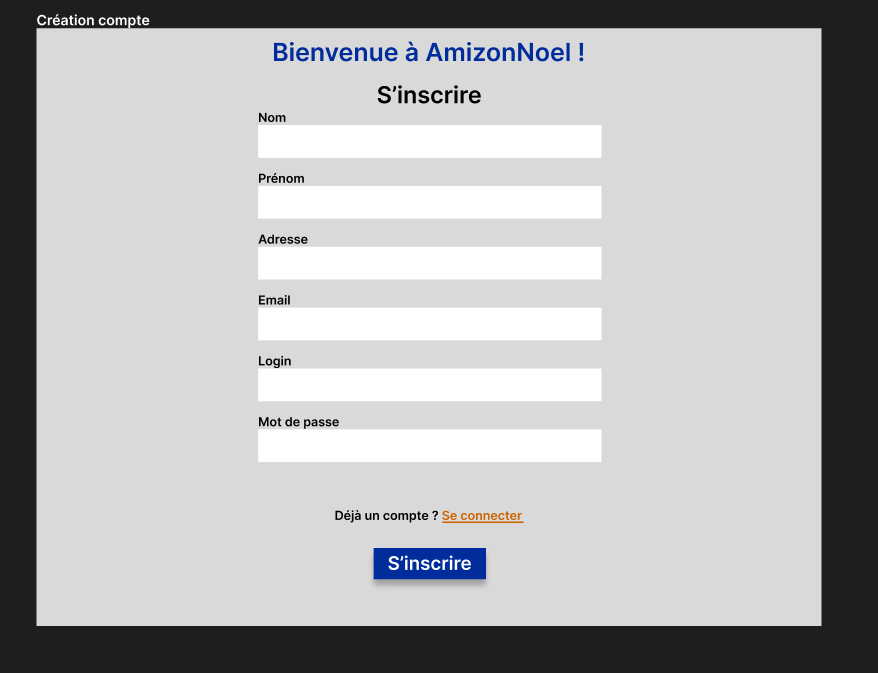 Création compte
Bienvenue à AmizonNoel !
S’inscrire
Nom
Prénom
Adresse
Email
Login
Mot de passe
Déjà un compte ? Se connecter
S’inscrire